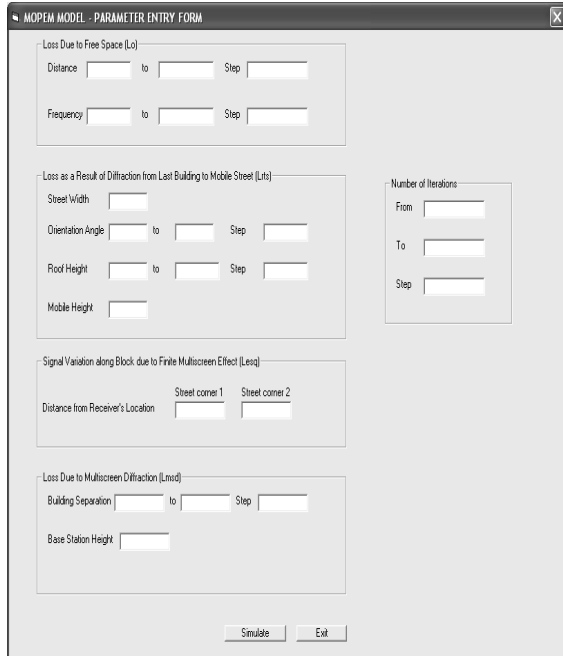 MOPEM MODEL - PARAMETER ENTRY FORM
Loss Due to Free Space (Lo)
Distance to Step
Frequency to Step
Loss as a Result of Diffraction from Last Building to Mobile Street (Lrts)
Street Width
Orientation Angle to Step
Roof Height to Step
Mobile Height
Number of Iterations
From
To
Step
Signal Variation along Block due to Finite Multiscreen Effect (Lesq)
Street corner 1 Street corner 2
Distance from Receiver's Location
Loss Due to Multiscreen Diffraction (Lmsd)
Building Separation to Step
Base Station Height
Simulate Exit